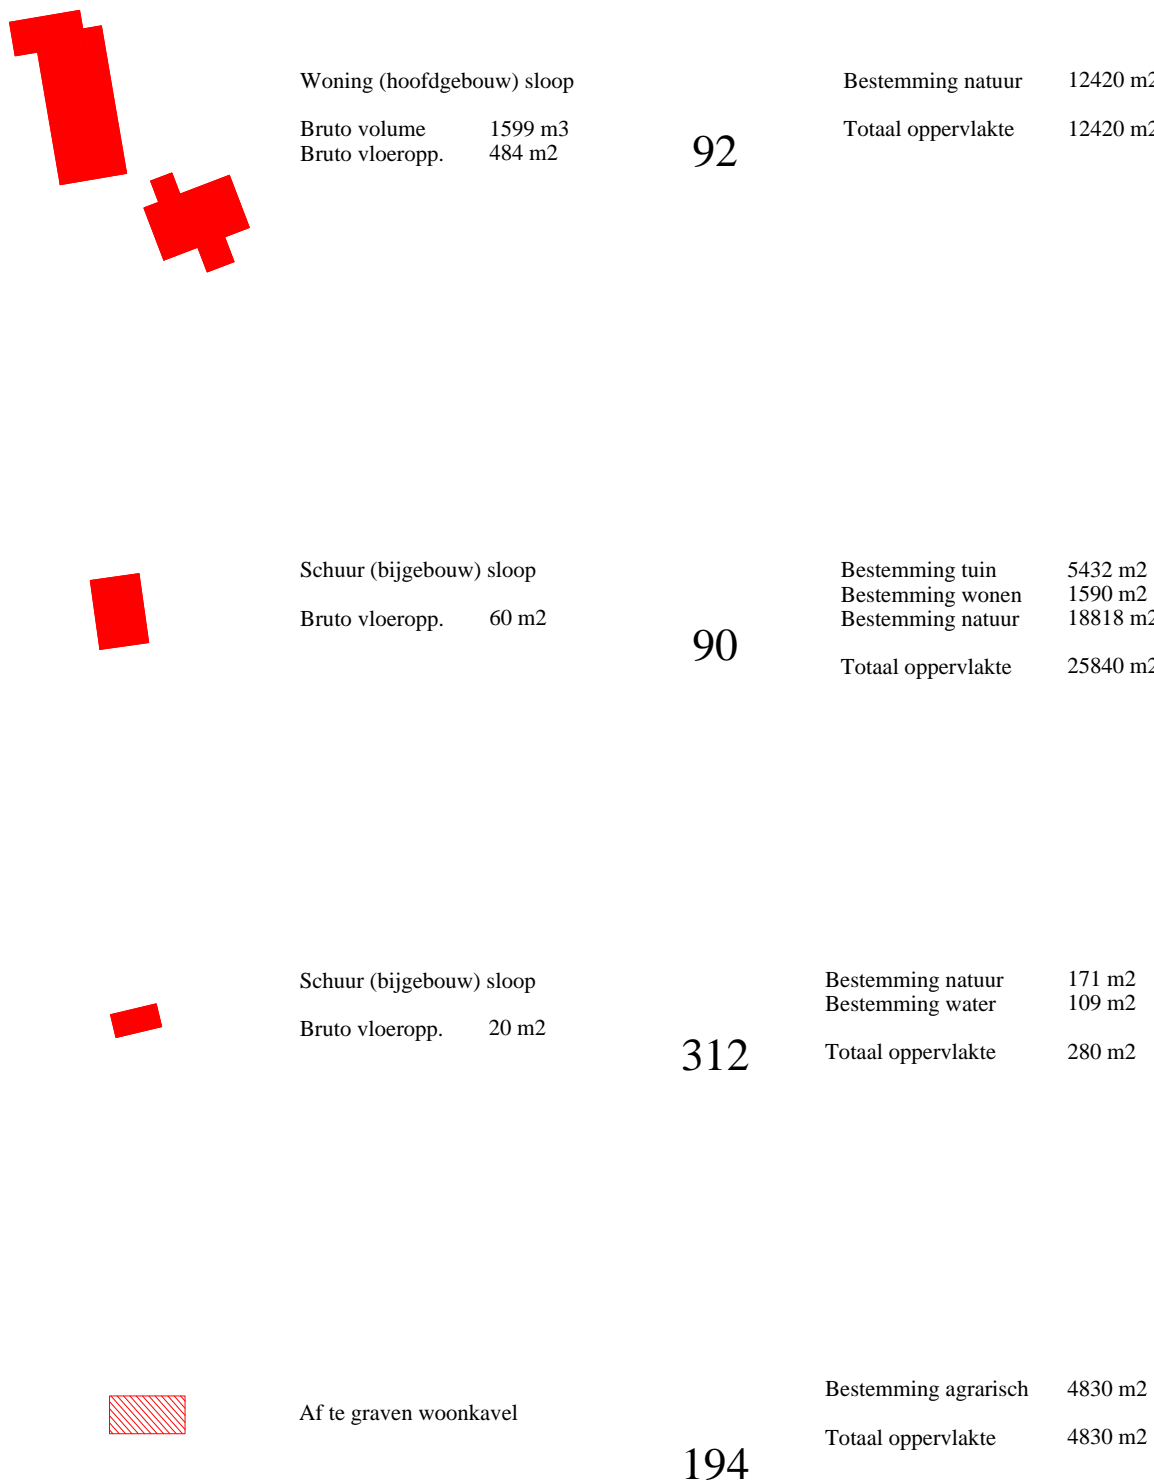 Woning (hoofdgebouw) sloop
Bruto volume 1599 m3
Bruto vloeropp. 484 m2
92
Bestemming natuur 12420 m2
Totaal oppervlakte 12420 m2
Schuur (bijgebouw) sloop
Bruto vloeropp. 60 m2
90
Bestemming tuin 5432 m2
Bestemming wonen 1590 m2
Bestemming natuur 18818 m2
Totaal oppervlakte 25840 m2
Schuur (bijgebouw) sloop
Bruto vloeropp. 20 m2
312
Bestemming natuur 171 m2
Bestemming water 109 m2
Totaal oppervlakte 280 m2
Af te graven woonkavel
194
Bestemming agrarisch 4830 m2
Totaal oppervlakte 4830 m2